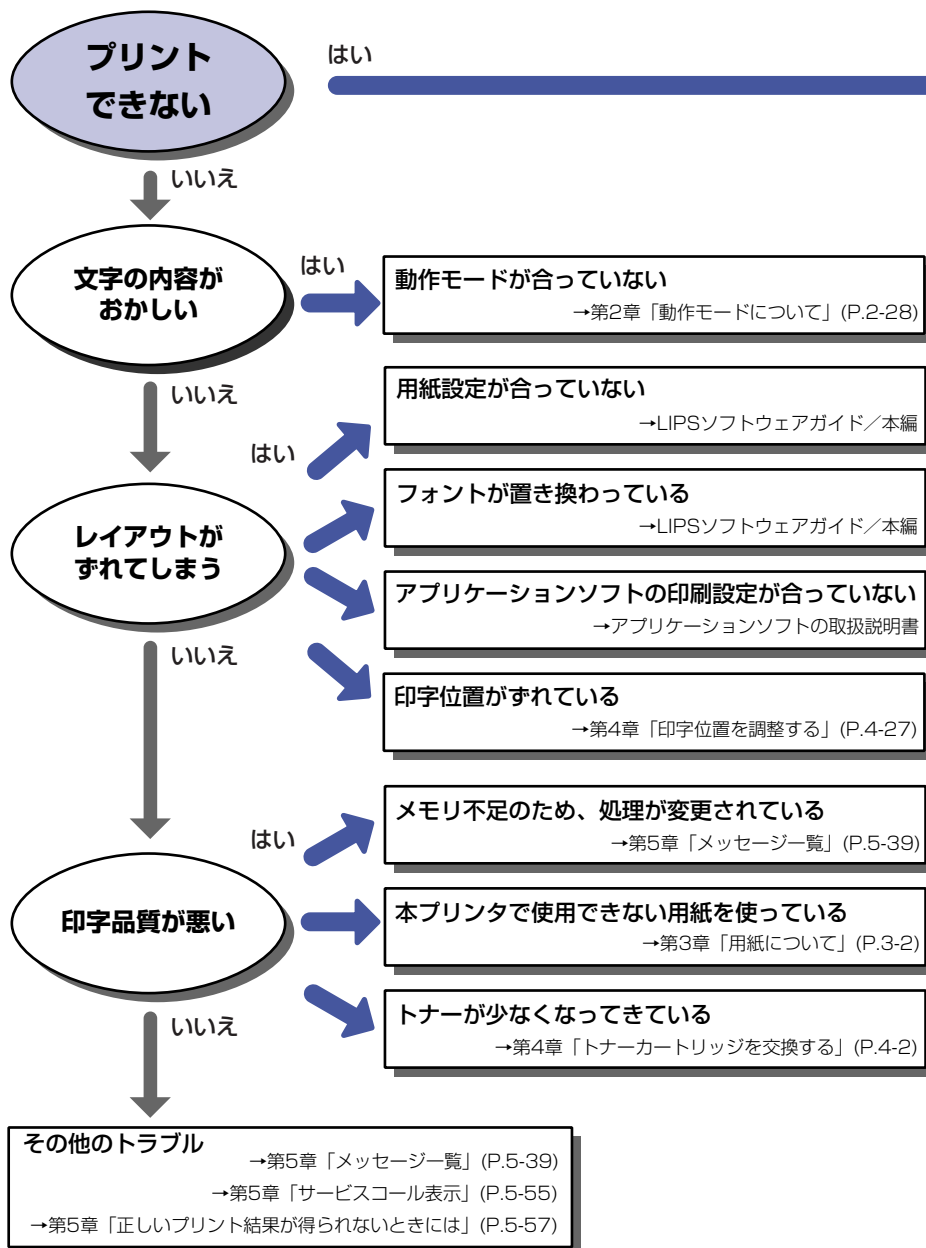 プリント
できない
はい
いいえ
文字の内容が
おかしい
はい
動作モードが合っていない
→第2章「動作モードについて」(P.2-28)
いいえ
レイアウトが
ずれてしまう
はい
用紙設定が合っていない
→LIPSソフトウェアガイド／本編
フォントが置き換わっている
→LIPSソフトウェアガイド／本編
アプリケーションソフトの印刷設定が合っていない
→アプリケーションソフトの取扱説明書
印字位置がずれている
→第4章「印字位置を調整する」(P.4-27)
いいえ
印字品質が悪い
はい
メモリ不足のため、処理が変更されている
→第5章「メッセージ一覧」(P.5-39)
本プリンタで使用できない用紙を使っている
→第3章「用紙について」(P.3-2)
トナーが少なくなってきている
→第4章「トナーカートリッジを交換する」(P.4-2)
いいえ
その他のトラブル
→第5章「メッセージ一覧」(P.5-39)
→第5章「サービスコール表示」(P.5-55)
→第5章「正しいプリント結果が得られないときには」(P.5-57)